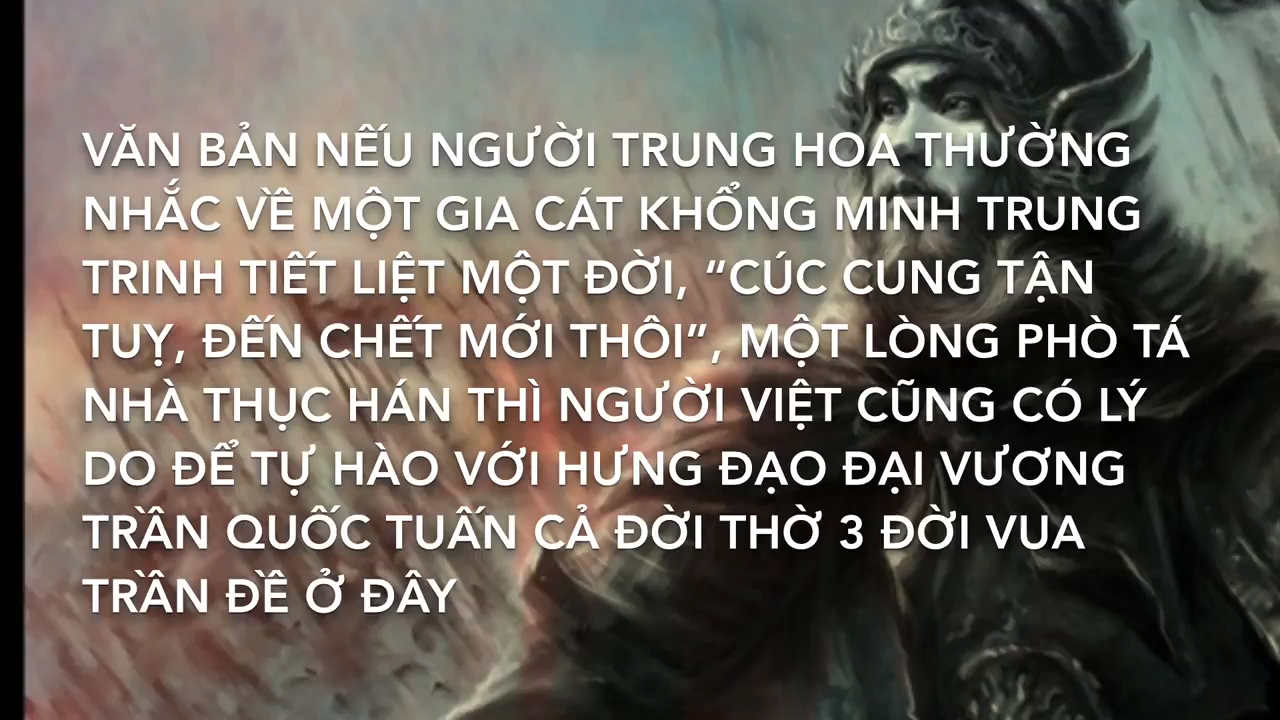 VĂN BẢN NẾU NGƯỜI TRUNG HOA THƯỜNG
NHẮC VỀ MỘT GIA CÁT KHỔNG MINH TRUNG
TRINH TIẾT LIỆT MỘT ĐỜI, “CÚC CUNG TẬN
TUỴ, ĐẾN CHẾT MỚI THÔI”, MỘT LÒNG PHÒ TÁ
NHÀ THỤC HÁN THÌ NGƯỜI VIỆT CŨNG CÓ LÝ
DO ĐỂ TỰ HÀO VỚI HƯNG ĐẠO ĐẠI VƯƠNG
TRẦN QUỐC TUẤN CẢ ĐỜI THỜ 3 ĐỜI VUA
TRẦN ĐỀ Ở ĐÂY